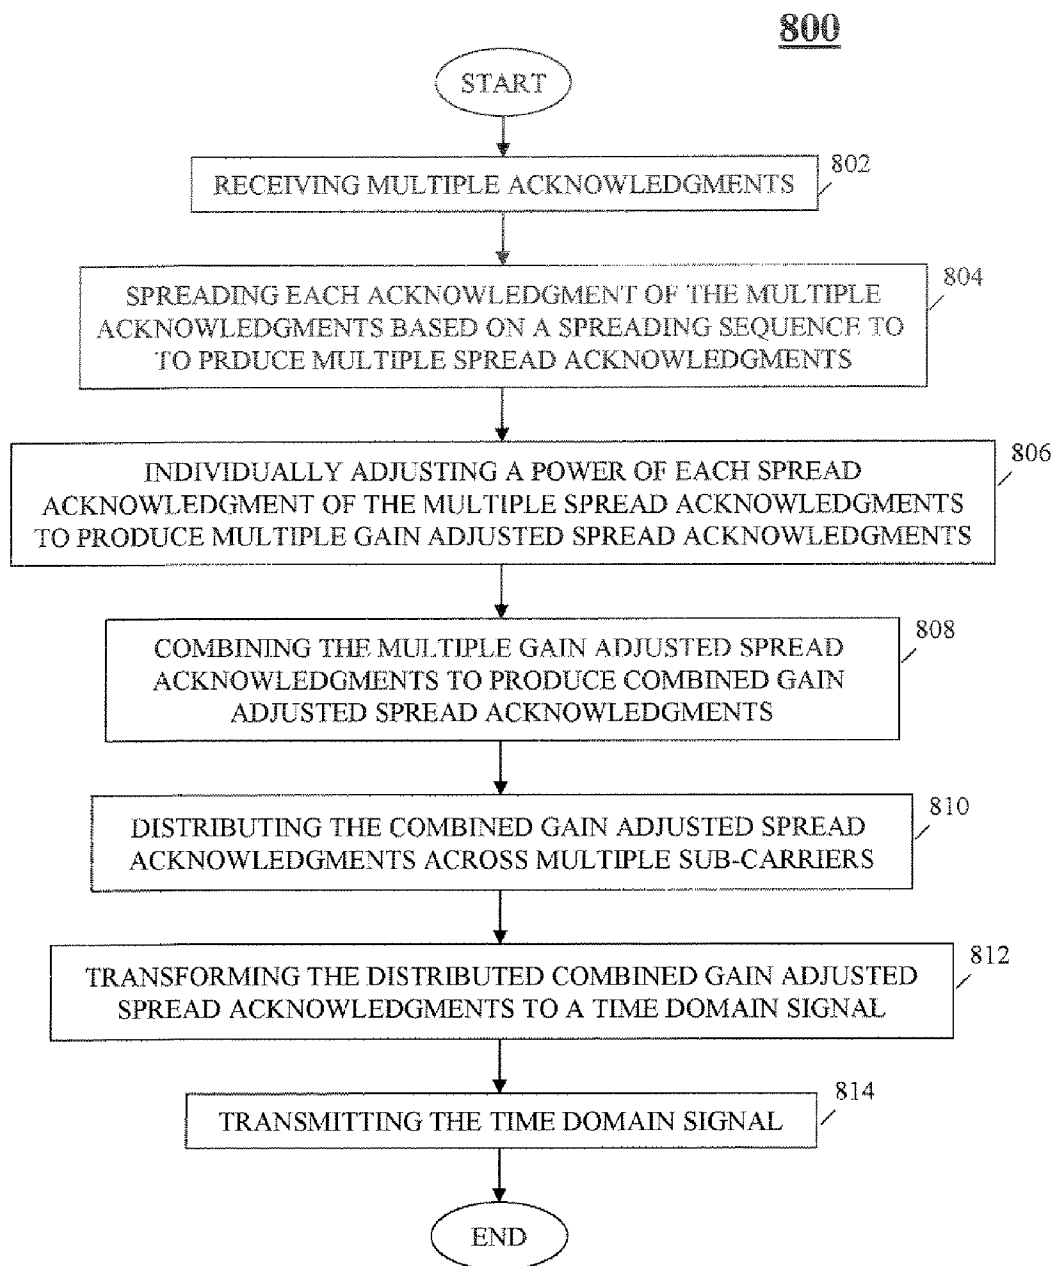 800
START
802
RECEIVING MULTIPLE ACKNOWLEDGMENTS
804
SPREADING EACH ACKNOWLEDGMENT OF THE MULTIPLE
ACKNOWLEDGMENTS BASED ON A SPREADING SEQUENCE TO
TO PRDUCE MULTIPLE SPREAD ACKNOWLEDGMENTS
806
INDIVIDUALLY ADJUSTING A POWER OF EACH SPREAD
ACKNOWLEDGMENT OF THE MULTIPLE SPREAD ACKNOWLEDGMENTS
TO PRODUCE MULTIPLE GAIN ADJUSTED SPREAD ACKNOWLEDGMENTS
808
COMBINING THE MULTIPLE GAIN ADJUSTED SPREAD
ACKNOWLEDGMENTS TO PRODUCE COMBINED GAIN
ADJUSTED SPREAD ACKNOWLEDGMENTS
810
DISTRIBUTING THE COMBINED GAIN ADJUSTED SPREAD
ACKNOWLEDGMENTS ACROSS MULTIPLE SUB-CARRIERS
812
TRANSFORMING THE DISTRIBUTED COMBINED GAIN ADJUSTED
SPREAD ACKNOWLEDGMENTS TO A TIME DOMAIN SIGNAL
814
TRANSMITTING THE TIME DOMAIN SIGNAL
END